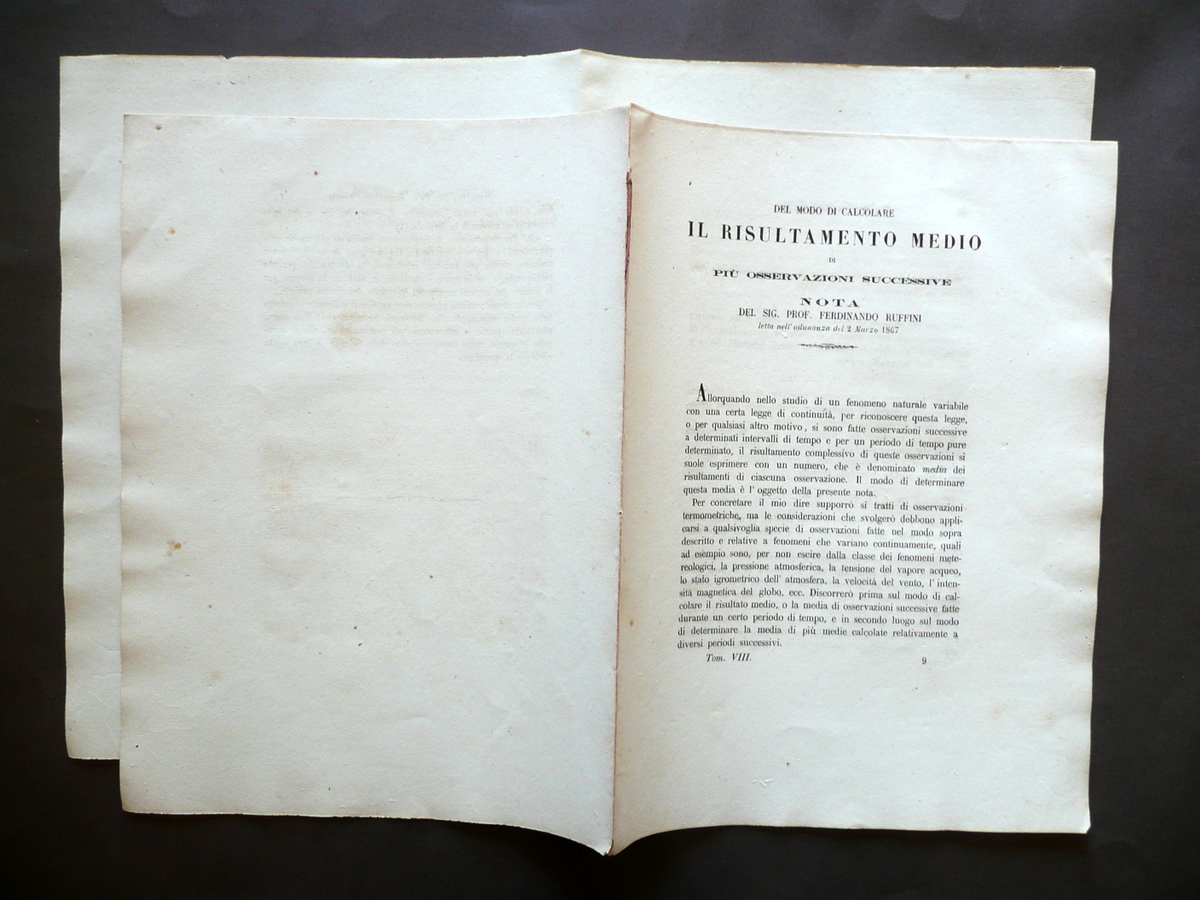 DEL MODO DI CALCOLARE
IL RISULTAMENTO MEDIO
DI
PIÙ OSSERVAZIONI SUCCESSIVE
NOTA
DEL SIG. PROF. FERDINANDO RUFFINI
letta nell'adunanza del 2 Marzo 1867
Allorquando nello studio di un fenomeno naturale variabile
con una certa legge di continuità, per riconoscere questa legge,
o per qualsiasi altro motivo, si sono fatte osservazioni successive
a determinati intervalli di tempo e per un periodo di tempo pure
determinato, il risultamento complessivo di queste osservazioni si
suole esprimere con un numero, che è denominato media dei
risultamenti di ciascuna osservazione. Il modo di determinare
questa media è l'oggetto della presente nota.
Per concretare il mio dire supporrò si tratti di osservazioni
termometriche, ma le considerazioni che svolgerò debbono appli-
carsi a qualsivoglia specie di osservazioni fatte nel modo sopra
descritto e relative a fenomeni che variano continuamente, quali
ad esempio sono, per non escire dalla classe dei fenomeni mete-
reologici, la pressione atmosferica, la tensione del vapore acqueo,
lo stato igrometrico dell'atmosfera, la velocità del vento, l'inten-
sità magnetica del globo, ecc. Discorrerò prima sul modo di cal-
colare il risultato medio, o la media di osservazioni successive fatte
durante un certo periodo di tempo, e in secondo luogo sul modo
di determinare la media di più medie calcolate relativamente a
diversi periodi successivi.
Tom. VIII. 9